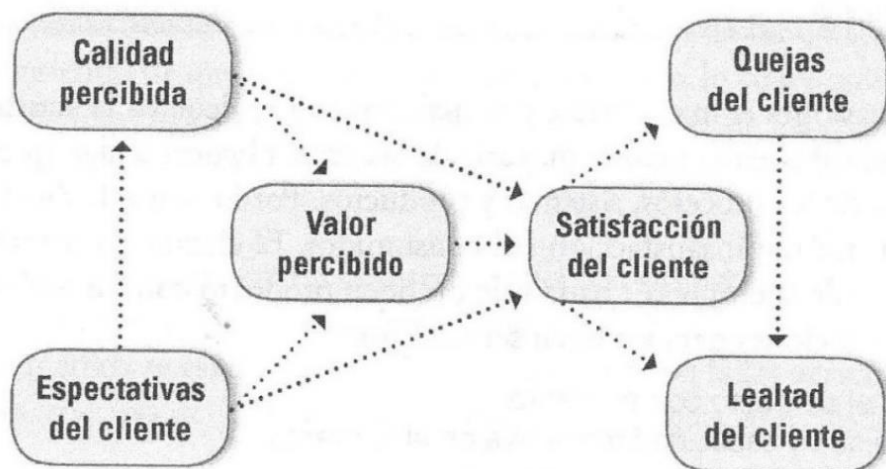 Calidad
percibida
Quejas
del cliente
Valor
percibido
Satisfacción
del cliente
Espectativas
del cliente
Lealtad
del cliente